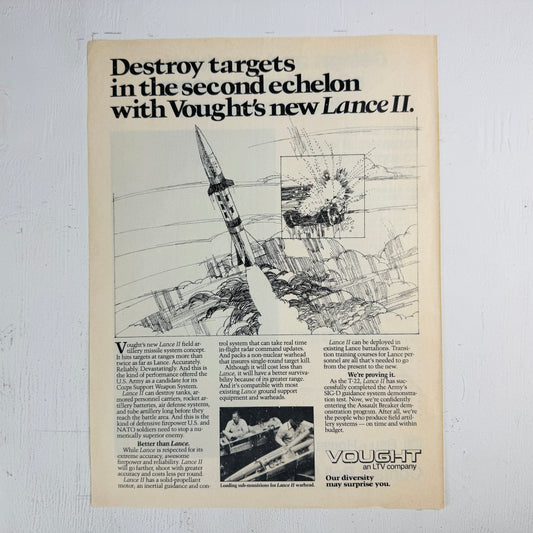 Destroy targets
in the second echelon
with Vought's new Lance II.
Vought's new Lance II field ar-
tillery missile system concept.
It hits targets at ranges more than
twice as far as Lance. Accurately.
Reliably. Devastatingly. And this is
the kind of performance offered the
U.S. Army as a candidate for its
Corps Support Weapon System.
Lance II can destroy tanks, ar-
mored personnel carriers, rocket ar-
tillery batteries, air defense systems,
and tube artillery long before they
reach the battle area. And this is the
kind of defensive firepower U.S. and
NATO soldiers need to stop a nu-
merically superior enemy.
Better than Lance.
While Lance is respected for its
extreme accuracy, awesome
firepower and reliability. Lance II
will go farther, shoot with greater
accuracy and costs less per round.
Lance II has a solid-propellant
motor, an inertial guidance and con-
trol system that can take real time
in-flight radar command updates.
And packs a non-nuclear warhead
that insures single-round target kill.
Although it will cost less than
Lance, it will have a better surviva-
bility because of its greater range.
And it's compatible with most
existing Lance ground support
equipment and warheads.
Loading sub-munitions for Lance II warhead.
Lance II can be deployed in
existing Lance battalions. Transi-
tion training courses for Lance per-
sonnel are all that's needed to go
from the present to the new.
We're proving it.
As the T-22, Lance II has suc-
cessfully completed the Army's
SIG-D guidance system demonstra-
tion test. Now, we're confidently
entering the Assault Breaker dem-
onstration program. After all, we're
the people who produce field artil-
lery systems — on time and within
budget.
VOUGHT
an LTV company
Our diversity
may surprise you.